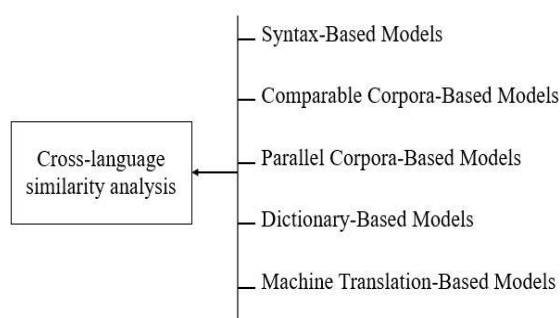 Syntax-Based Models
Comparable Corpora-Based Models
Cross-language
similarity analysis
Parallel Corpora-Based Models
Dictionary-Based Models
Machine Translation-Based Models